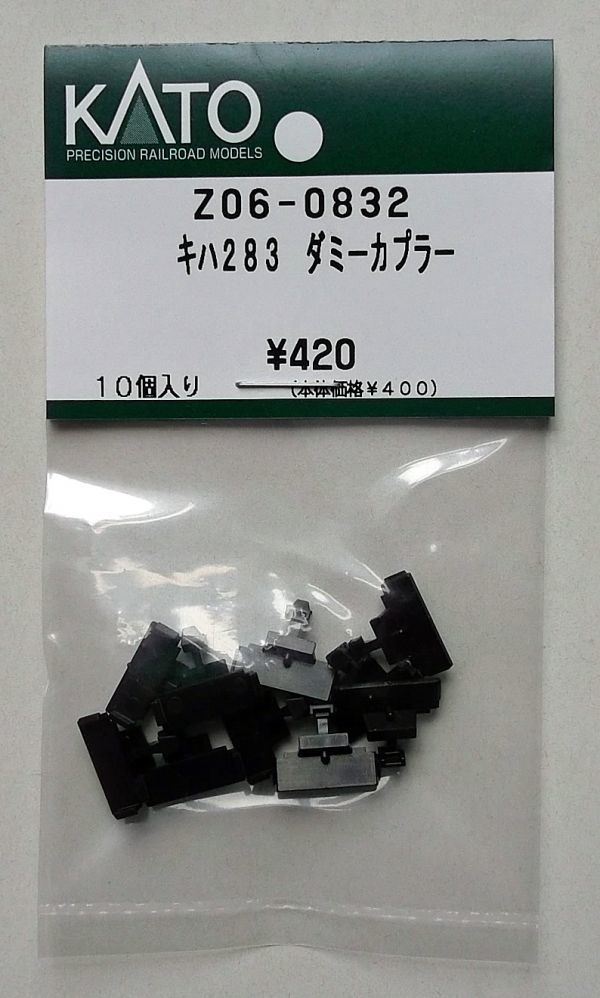 KATO
PRECISION RAILROAD MODELS
Z06-0832
キハ283 ダミーカプラー
¥420
10個入り (本体価格¥400)